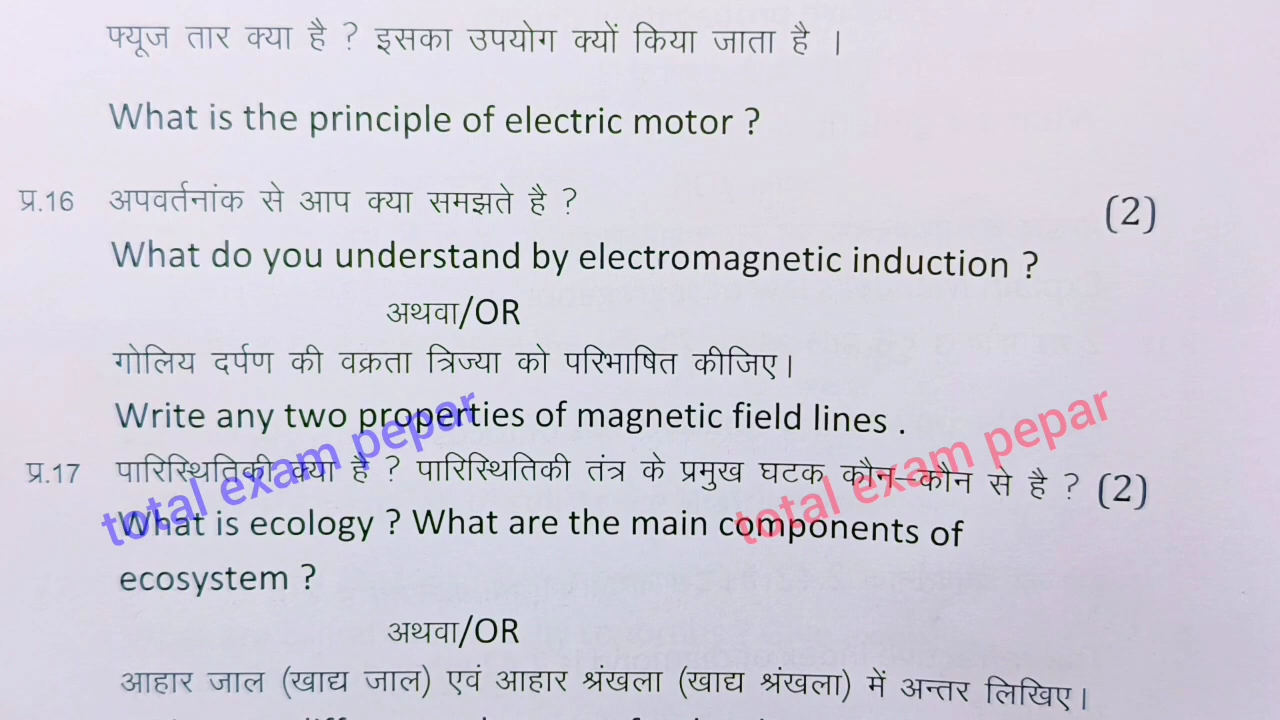 फ्यूज तार क्या है ? इसका उपयोग क्यों किया जाता है ।
What is the principle of electric motor ?
प्र.16 अपवर्तनांक से आप क्या समझते है ? (2)
What do you understand by electromagnetic induction ?
अथवा/OR
गोलिय दर्पण की वक्रता त्रिज्या को परिभाषित कीजिए।
Write any two properties of magnetic field lines .
प्र.17 पारिस्थितिकी क्या है ? पारिस्थितिकी तंत्र के प्रमुख घटक कौन–कौन से है ? (2)
What is ecology ? What are the main components of
ecosystem ?
अथवा/OR
आहार जाल (खाद्य जाल) एवं आहार श्रंखला (खाद्य श्रंखला) में अन्तर लिखिए।
total exam pepar
total exam pepar